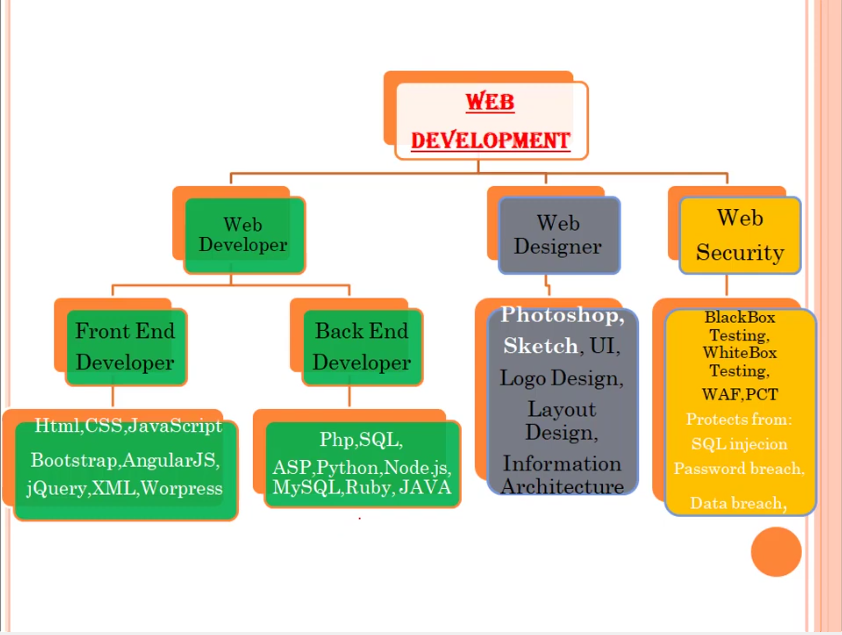 WEB
DEVELOPMENT
Web
Developer
Web
Designer
Web
Security
Front End
Developer
Back End
Developer
Html,CSS,JavaScript
Bootstrap,AngularJS,
jQuery,XML,Worpress
Php,SQL,
ASP,Python,Node.js,
MySQL,Ruby, JAVA
Photoshop,
Sketch, UI,
Logo Design,
Layout
Design,
Information
Architecture
BlackBox
Testing,
WhiteBox
Testing,
WAF,PCT
Protects from:
SQL injecion
Password breach,
Data breach,